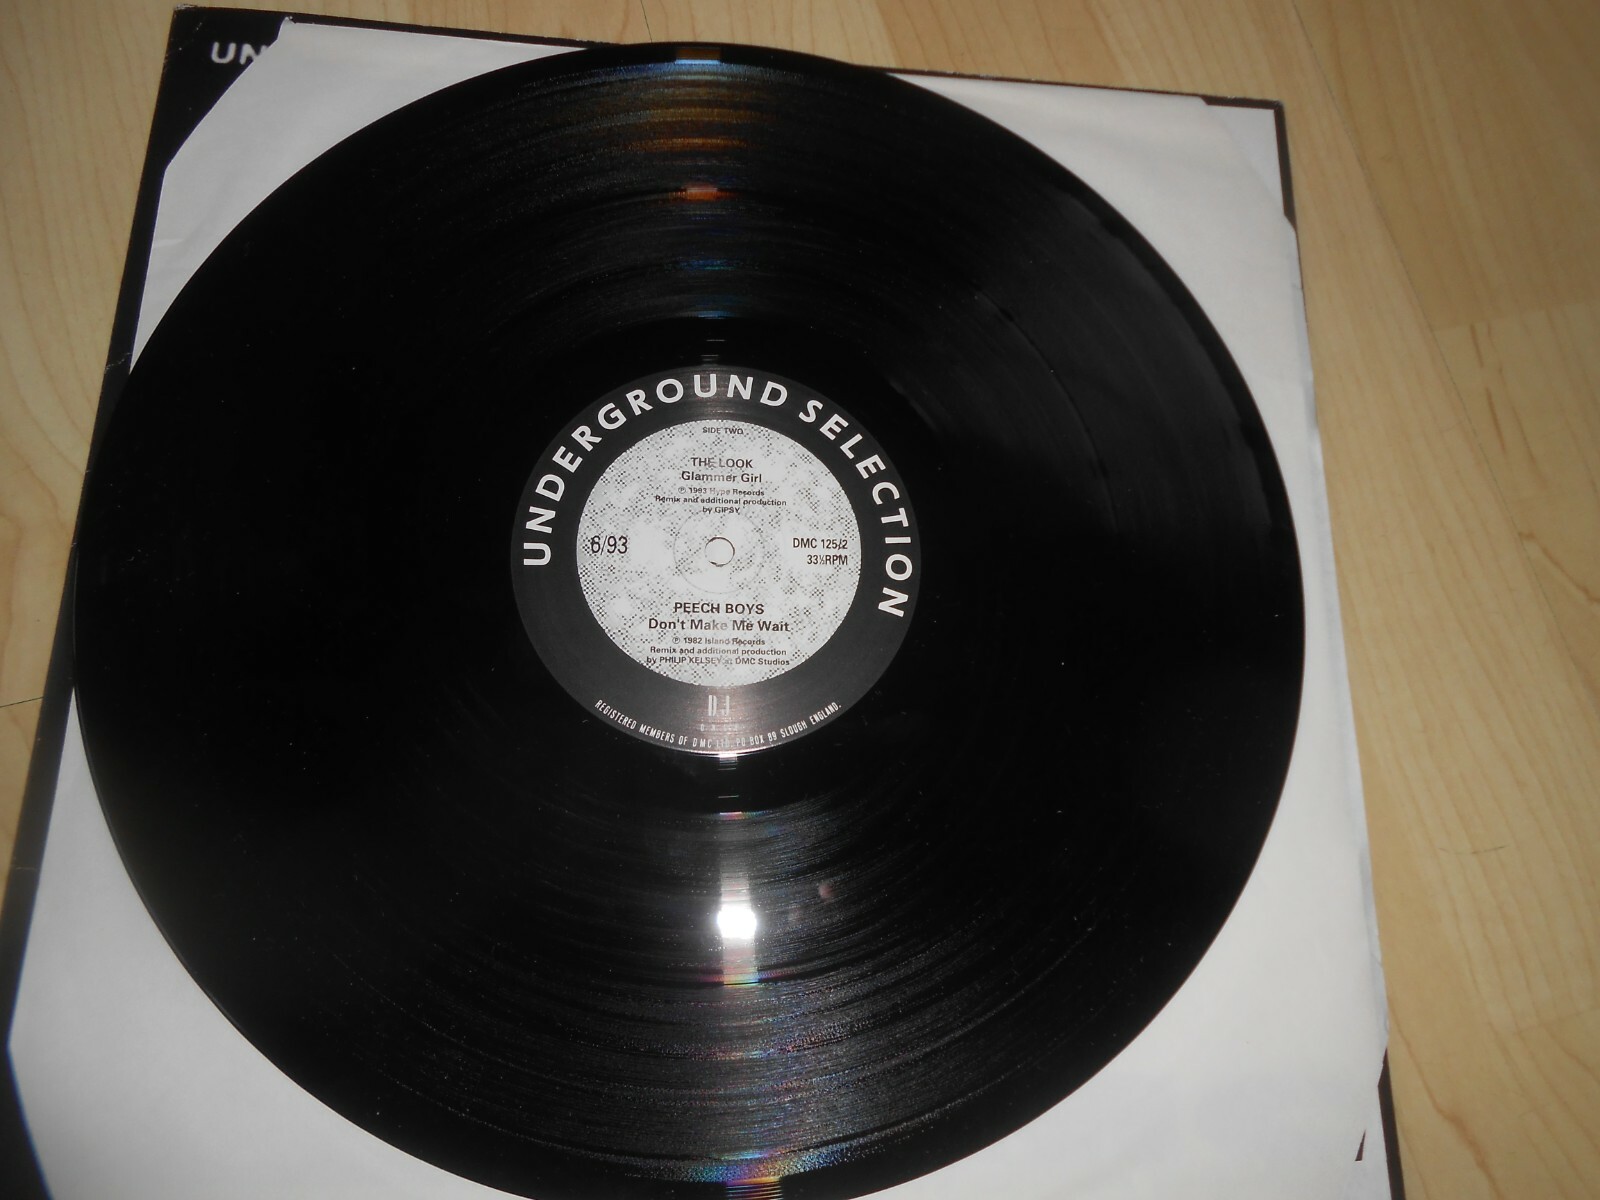 UN
UNDERGROUND SELECTION
SIDE TWO
THE LOOK
Glammer Girl
℗ 1993 Hype Records
Remix and additional production
by GIPSY
6/93
DMC 125/2
33⅓RPM
PEECH BOYS
Don't Make Me Wait
℗ 1982 Island Records
Remix and additional production
by PHILIP KELSEY at DMC Studios
DJ
REGISTERED MEMBERS OF DMC LTD. PO BOX 89 SLOUGH ENGLAND.